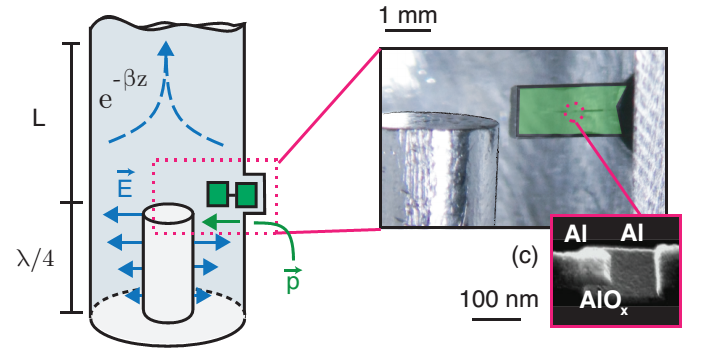 1 mm
e^{-βz}
L
E⃗
λ/4
p⃗
(c)
Al Al
AlOₓ
100 nm